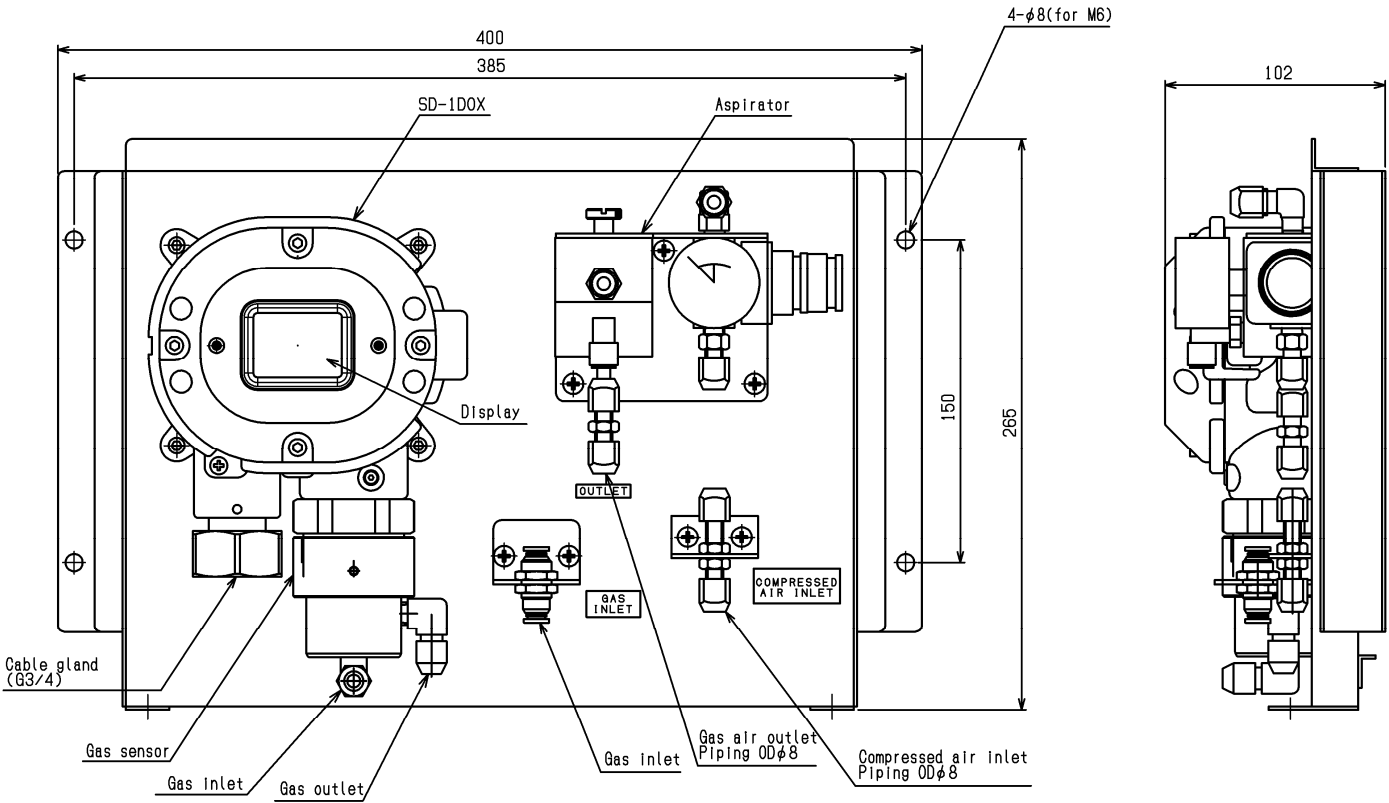 4-φ8(for M6)
400
385
102
SD-1DOX
Aspirator
150
265
Display
OUTLET
GAS
INLET
COMPRESSED
AIR INLET
Cable gland
(G3/4)
Gas sensor
Gas inlet
Gas outlet
Gas inlet
Gas air outlet
Piping ODφ8
Compressed air inlet
Piping ODφ8